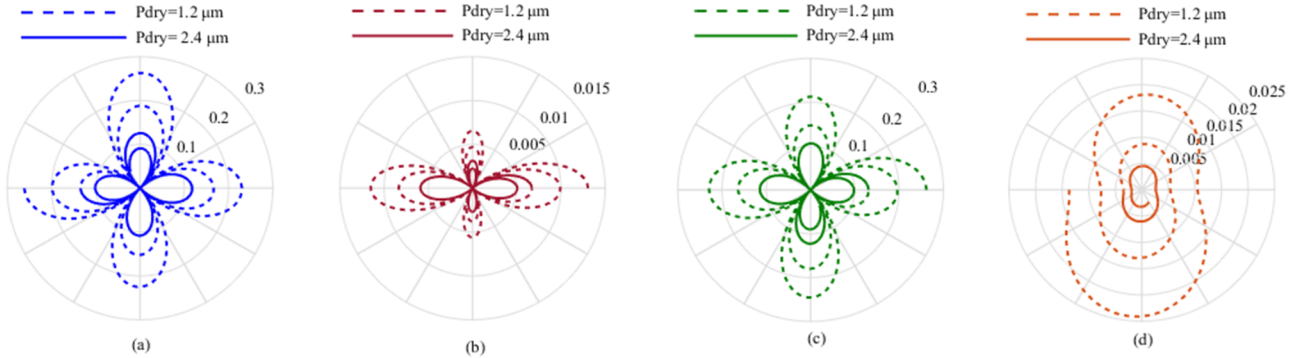 Pdry=1.2 μm
Pdry= 2.4 μm
0.3
0.2
0.1
(a)
Pdry=1.2 μm
Pdry=2.4 μm
0.015
0.01
0.005
(b)
Pdry=1.2 μm
Pdry=2.4 μm
0.3
0.2
0.1
(c)
Pdry=1.2 μm
Pdry=2.4 μm
0.025
0.02
0.015
0.01
0.005
(d)